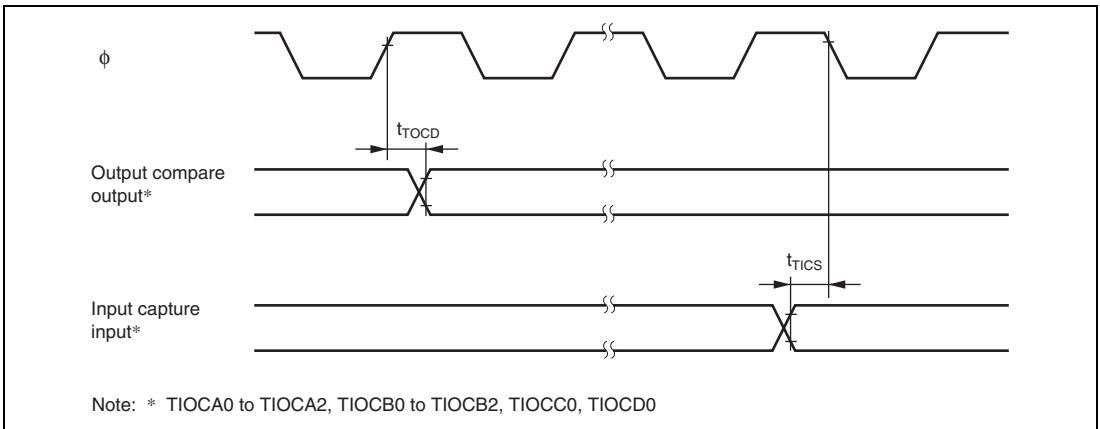 ϕ
tTOCD
Output compare
output*
tTICS
Input capture
input*
Note: * TIOCA0 to TIOCA2, TIOCB0 to TIOCB2, TIOCC0, TIOCD0